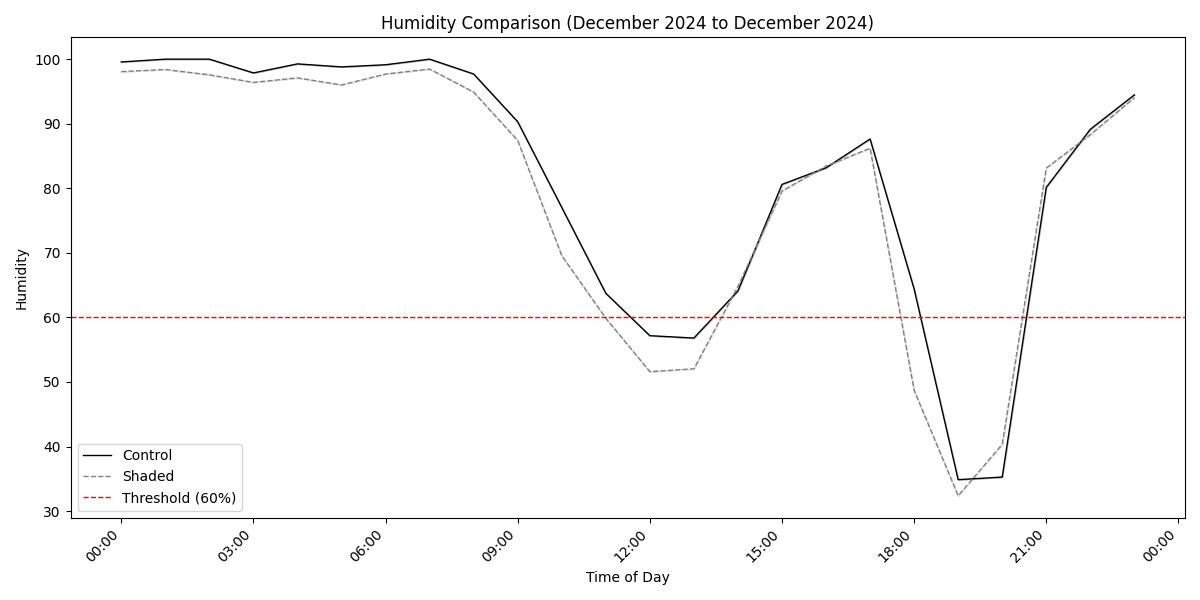 Humidity Comparison (December 2024 to December 2024)
Humidity
100
90
80
70
60
50
40
30
Control
Shaded
Threshold (60%)
00:00
03:00
06:00
09:00
12:00
15:00
18:00
21:00
00:00
Time of Day